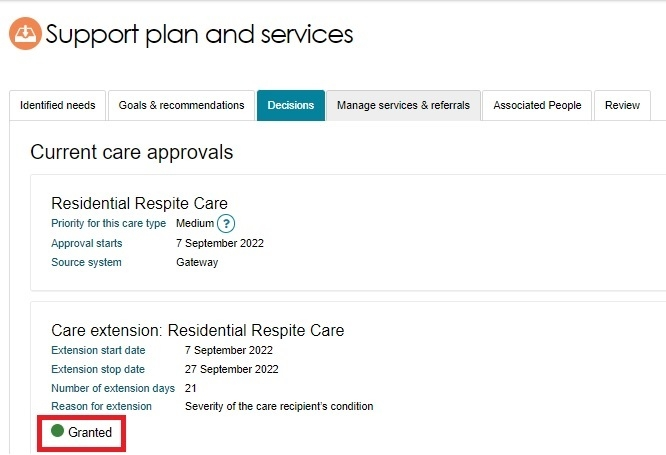 Support plan and services
Identified needs Goals & recommendations Decisions Manage services & referrals Associated People Review
Current care approvals
Residential Respite Care
Priority for this care type Medium ?
Approval starts 7 September 2022
Source system Gateway
Care extension: Residential Respite Care
Extension start date 7 September 2022
Extension stop date 27 September 2022
Number of extension days 21
Reason for extension Severity of the care recipient's condition
Granted